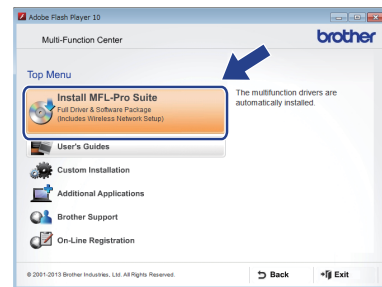 Adobe Flash Player 10
Multi-Function Center
brother
Top Menu
Install MFL-Pro Suite
Full Driver & Software Package
(Includes Wireless Network Setup)
The multifunction drivers are
automatically installed.
User's Guides
Custom Installation
Additional Applications
Brother Support
On-Line Registration
© 2001-2013 Brother Industries, Ltd. All Rights Reserved.
Back
Exit